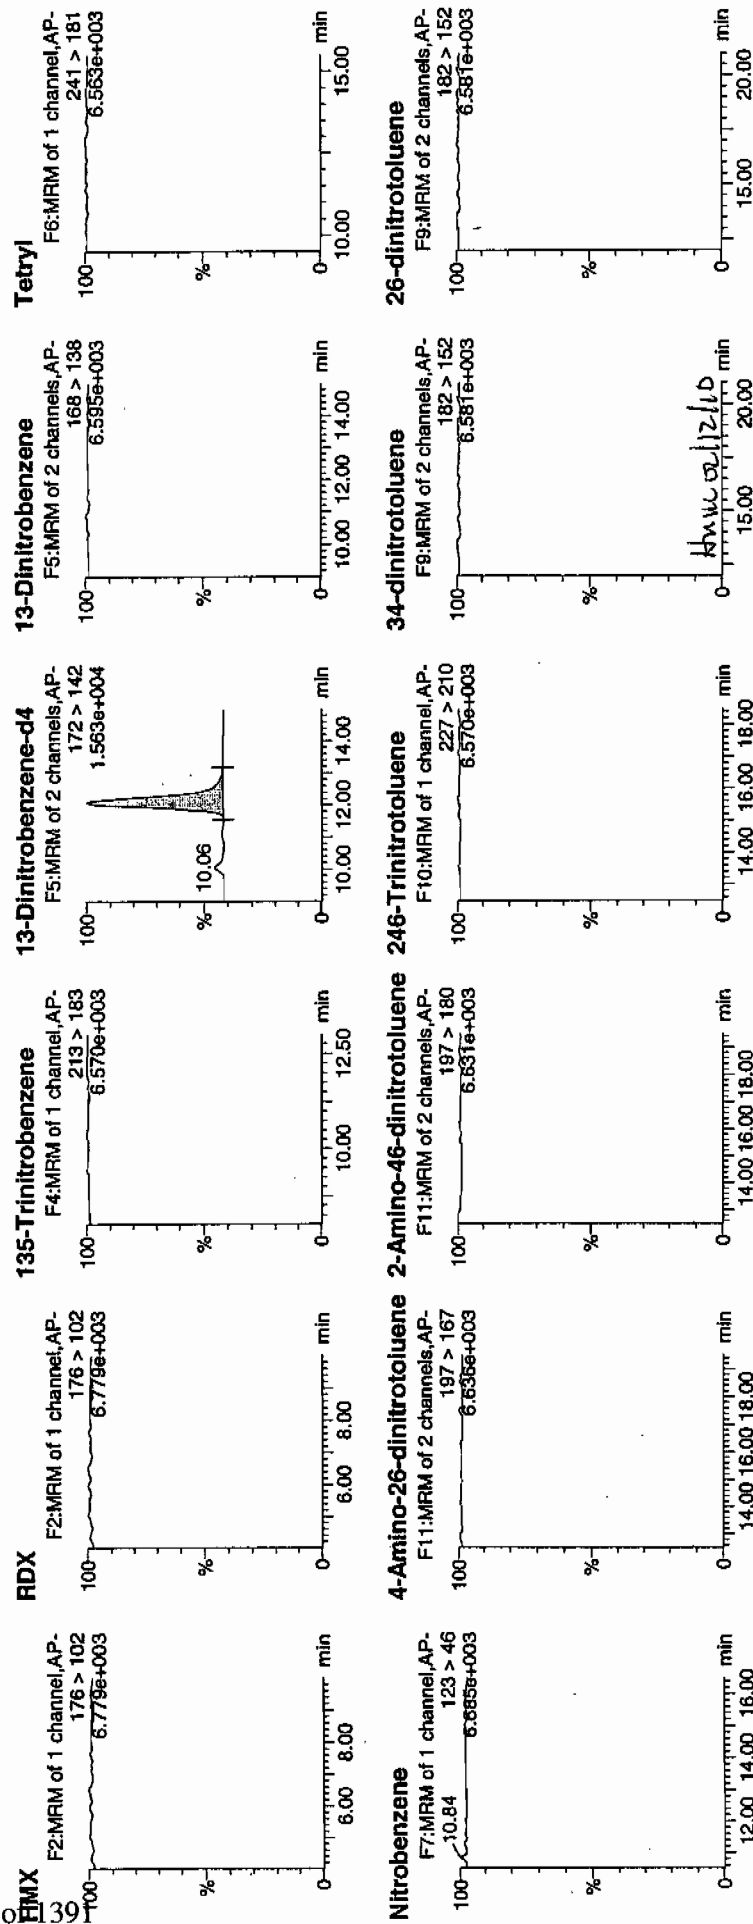 HMX
F2:MRM of 1 channel,AP-
176 > 102
6.779e+003
100
%
0
6.00 8.00 min
RDX
F2:MRM of 1 channel,AP-
176 > 102
6.779e+003
100
%
0
6.00 8.00 min
135-Trinitrobenzene
F4:MRM of 1 channel,AP-
213 > 183
6.570e+003
100
%
0
10.00 12.50 min
13-Dinitrobenzene-d4
F5:MRM of 2 channels,AP-
172 > 142
1.563e+004
100
10.06
%
0
10.00 12.00 14.00 min
13-Dinitrobenzene
F5:MRM of 2 channels,AP-
168 > 138
6.595e+003
100
%
0
10.00 12.00 14.00 min
Tetryl
F6:MRM of 1 channel,AP-
241 > 181
6.563e+003
100
%
0
10.00 15.00 min
Nitrobenzene
F7:MRM of 1 channel,AP-
10.84
123 > 46
6.685e+003
100
%
0
12.00 14.00 16.00 min
4-Amino-26-dinitrotoluene
F11:MRM of 2 channels,AP-
197 > 167
6.636e+003
100
%
0
14.00 16.00 18.00 min
2-Amino-46-dinitrotoluene
F11:MRM of 2 channels,AP-
197 > 180
6.631e+003
100
%
0
14.00 16.00 18.00 min
246-Trinitrotoluene
F10:MRM of 1 channel,AP-
227 > 210
6.570e+003
100
%
0
14.00 16.00 18.00 min
34-dinitrotoluene
F9:MRM of 2 channels,AP-
182 > 152
6.581e+003
100
%
0
02/12/10
15.00 20.00 min
26-dinitrotoluene
F9:MRM of 2 channels,AP-
182 > 152
6.581e+003
100
%
0
15.00 20.00 min
of 1391